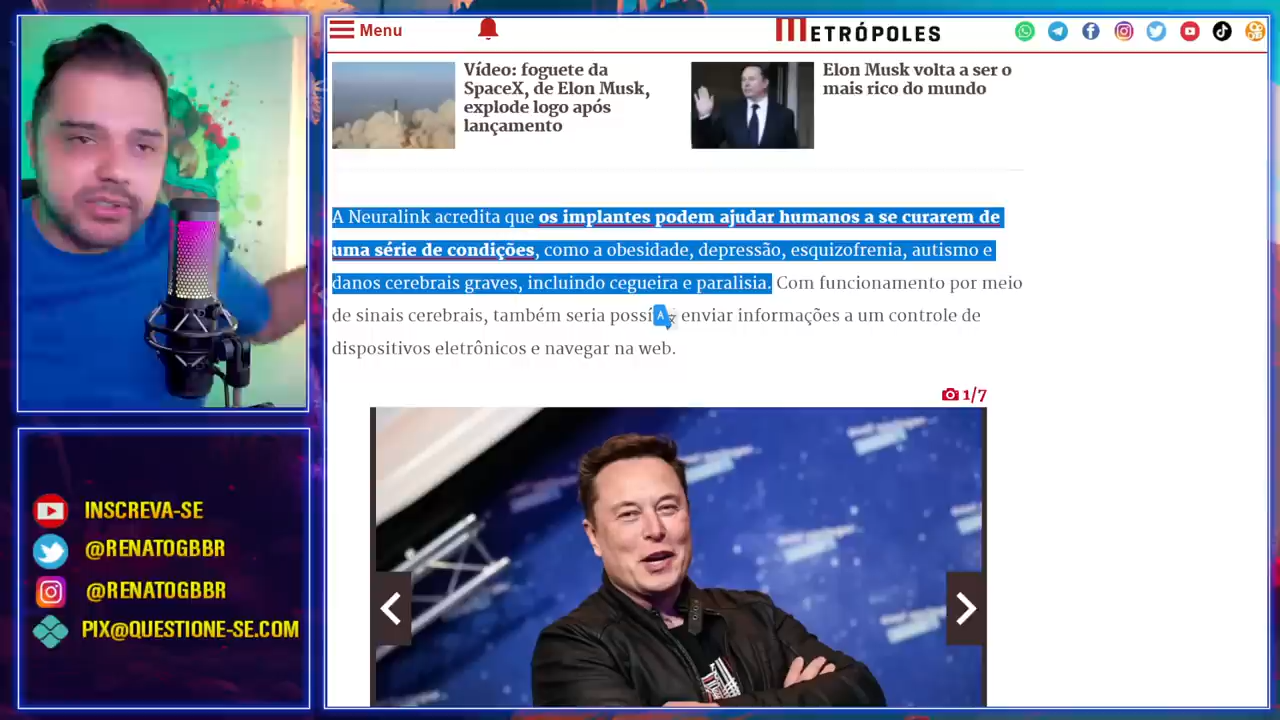 Menu
METRÓPOLES
Vídeo: foguete da
SpaceX, de Elon Musk,
explode logo após
lançamento
Elon Musk volta a ser o
mais rico do mundo
A Neuralink acredita que os implantes podem ajudar humanos a se curarem de
uma série de condições, como a obesidade, depressão, esquizofrenia, autismo e
danos cerebrais graves, incluindo cegueira e paralisia. Com funcionamento por meio
de sinais cerebrais, também seria possí enviar informações a um controle de
dispositivos eletrônicos e navegar na web.
1/7
INSCREVA-SE
@RENATOGBBR
@RENATOGBBR
PIX@QUESTIONE-SE.COM